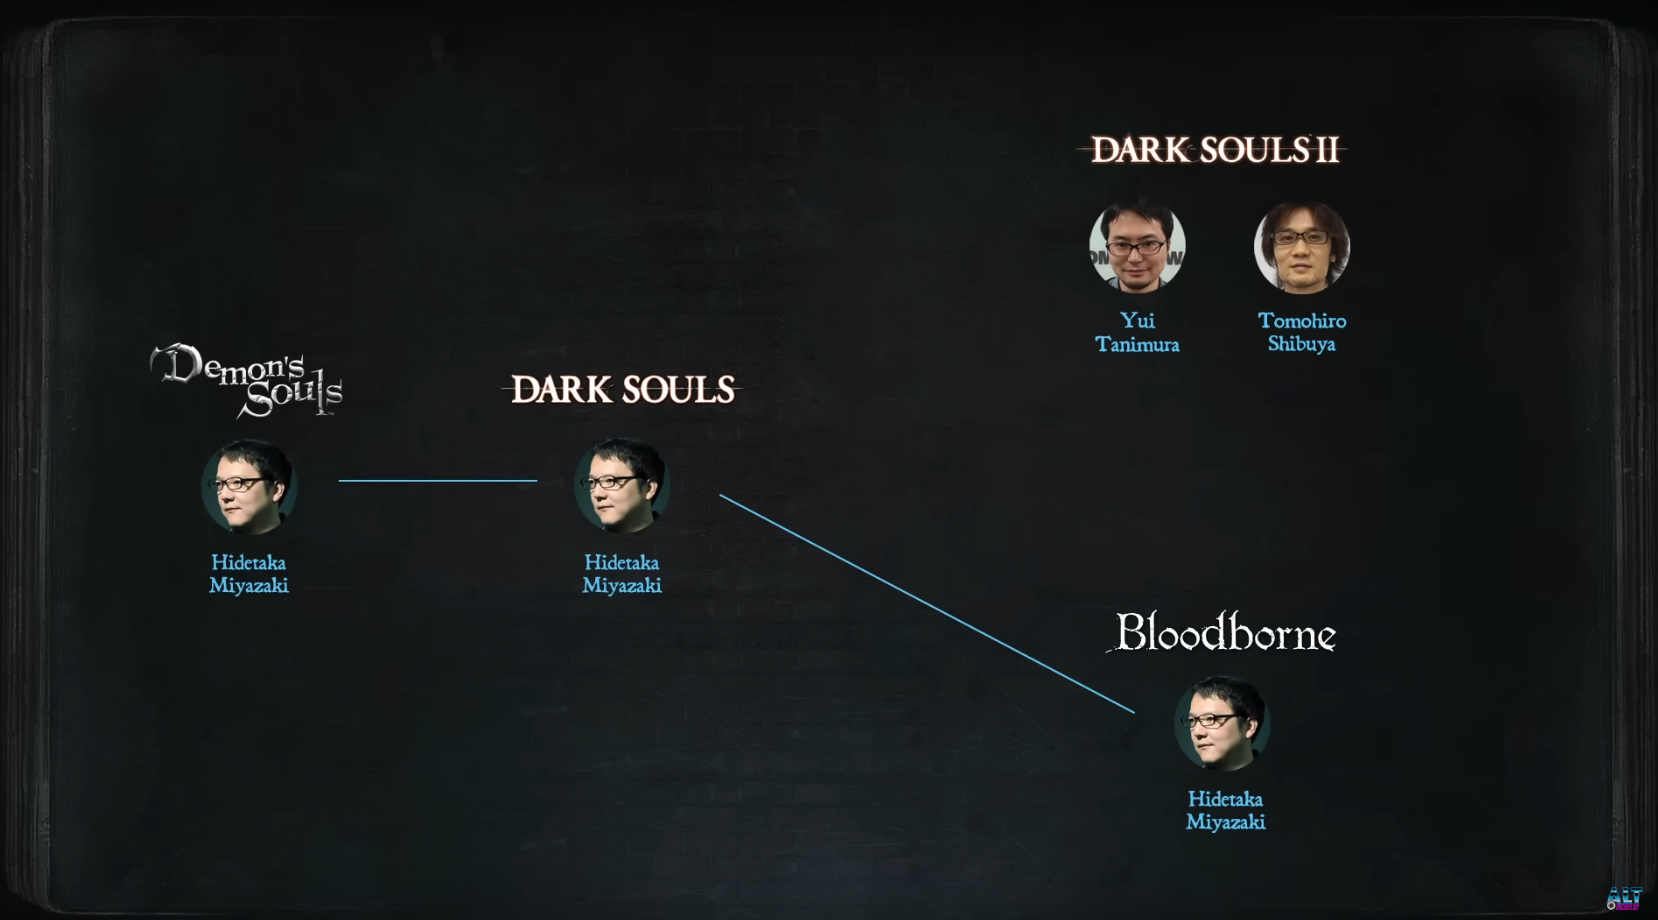 DARK SOULS II
Yui
Tanimura
Tomohiro
Shibuya
Demon's
Souls
DARK SOULS
Hidetaka
Miyazaki
Hidetaka
Miyazaki
Bloodborne
Hidetaka
Miyazaki
ALT